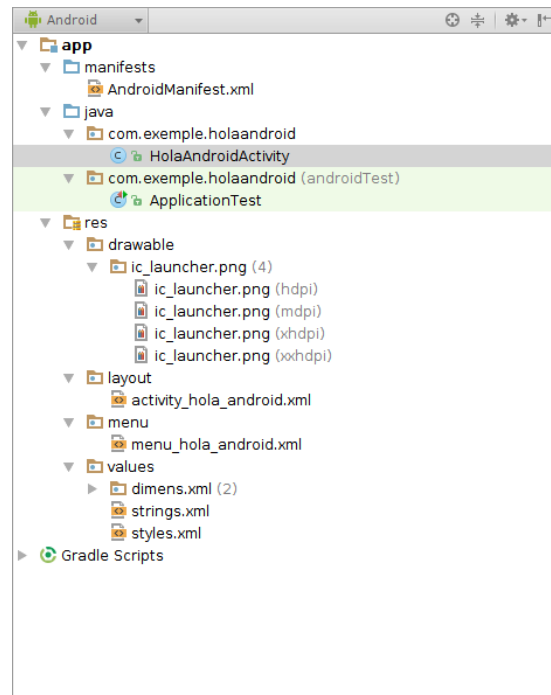 Android
app
manifests
AndroidManifest.xml
java
com.exemple.holaandroid
HolaAndroidActivity
com.exemple.holaandroid (androidTest)
ApplicationTest
res
drawable
ic_launcher.png (4)
ic_launcher.png (hdpi)
ic_launcher.png (mdpi)
ic_launcher.png (xhdpi)
ic_launcher.png (xxhdpi)
layout
activity_hola_android.xml
menu
menu_hola_android.xml
values
dimens.xml (2)
strings.xml
styles.xml
Gradle Scripts